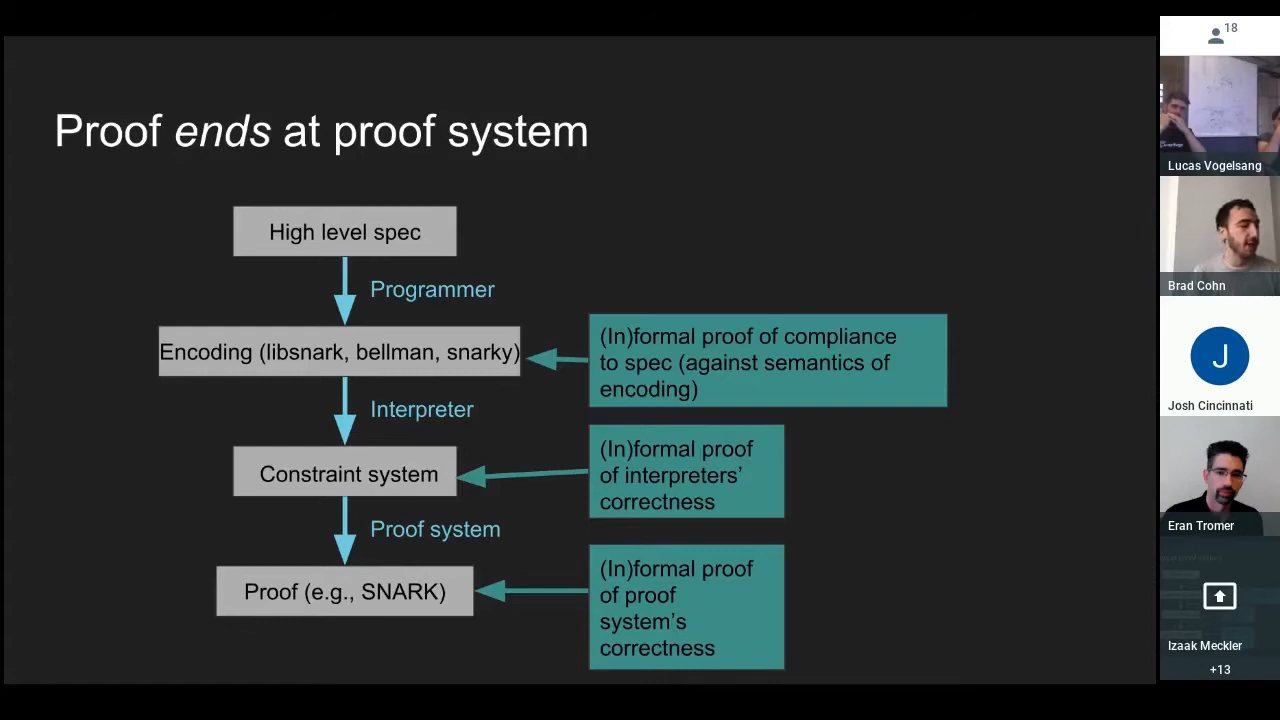 Proof ends at proof system
High level spec
Programmer
Encoding (libsnark, bellman, snarky)
(In)formal proof of compliance
to spec (against semantics of
encoding)
Interpreter
Constraint system
(In)formal proof
of interpreters’
correctness
Proof system
Proof (e.g., SNARK)
(In)formal proof
of proof
system’s
correctness
18
Lucas Vogelsang
Brad Cohn
J
Josh Cincinnati
Eran Tromer
Izaak Meckler
+13